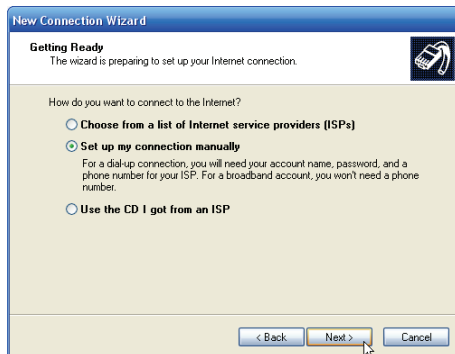 New Connection Wizard
Getting Ready
The wizard is preparing to set up your Internet connection.
How do you want to connect to the Internet?
Choose from a list of Internet service providers (ISPs)
Set up my connection manually
For a dial-up connection, you will need your account name, password, and a
phone number for your ISP. For a broadband account, you won't need a phone
number.
Use the CD I got from an ISP
< Back Next > Cancel